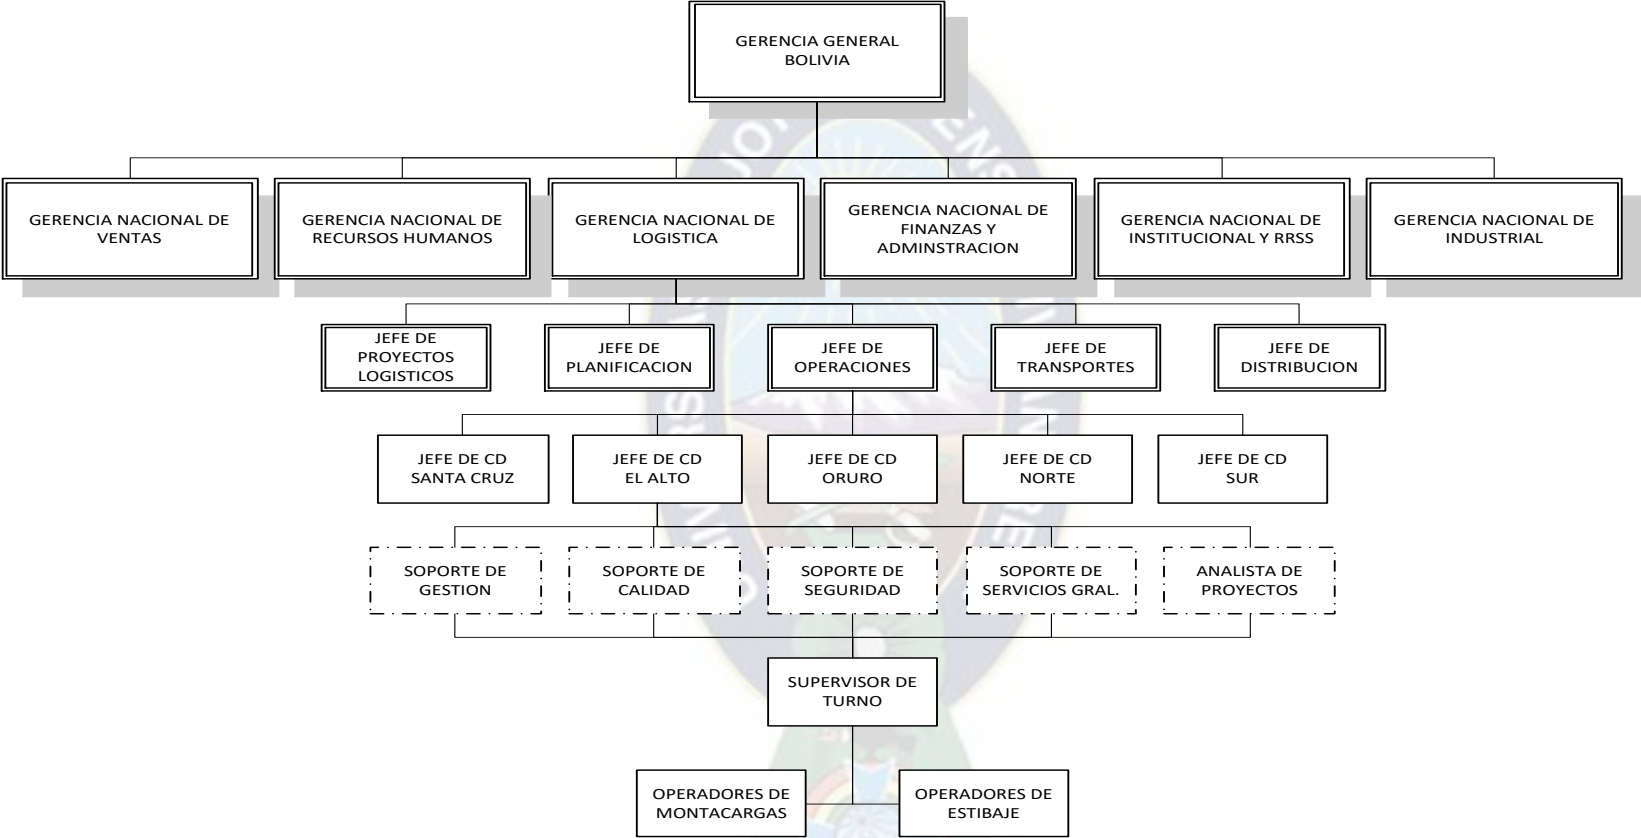 GERENCIA GENERAL
BOLIVIA
GERENCIA NACIONAL DE
VENTAS
GERENCIA NACIONAL DE
RECURSOS HUMANOS
GERENCIA NACIONAL DE
LOGISTICA
GERENCIA NACIONAL DE
FINANZAS Y
ADMINSTRACION
GERENCIA NACIONAL DE
INSTITUCIONAL Y RRSS
GERENCIA NACIONAL DE
INDUSTRIAL
JEFE DE
PROYECTOS
LOGISTICOS
JEFE DE
PLANIFICACION
JEFE DE
OPERACIONES
JEFE DE
TRANSPORTES
JEFE DE
DISTRIBUCION
JEFE DE CD
SANTA CRUZ
JEFE DE CD
EL ALTO
JEFE DE CD
ORURO
JEFE DE CD
NORTE
JEFE DE CD
SUR
SOPORTE DE
GESTION
SOPORTE DE
CALIDAD
SOPORTE DE
SEGURIDAD
SOPORTE DE
SERVICIOS GRAL.
ANALISTA DE
PROYECTOS
SUPERVISOR DE
TURNO
OPERADORES DE
MONTACARGAS
OPERADORES DE
ESTIBAJE